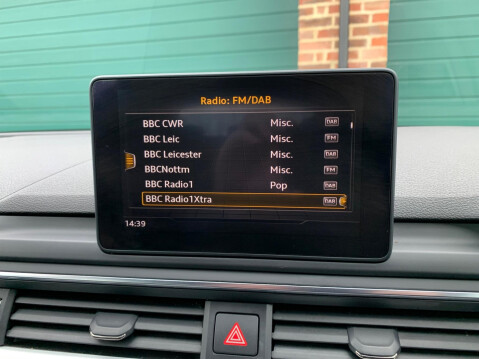 Radio: FM/DAB
BBC CWR Misc. DAB
BBC Leic Misc. FM
BBC Leicester Misc. DAB
BBCNottm Misc. FM
BBC Radio1 Pop DAB
BBC Radio1Xtra DAB
14:39